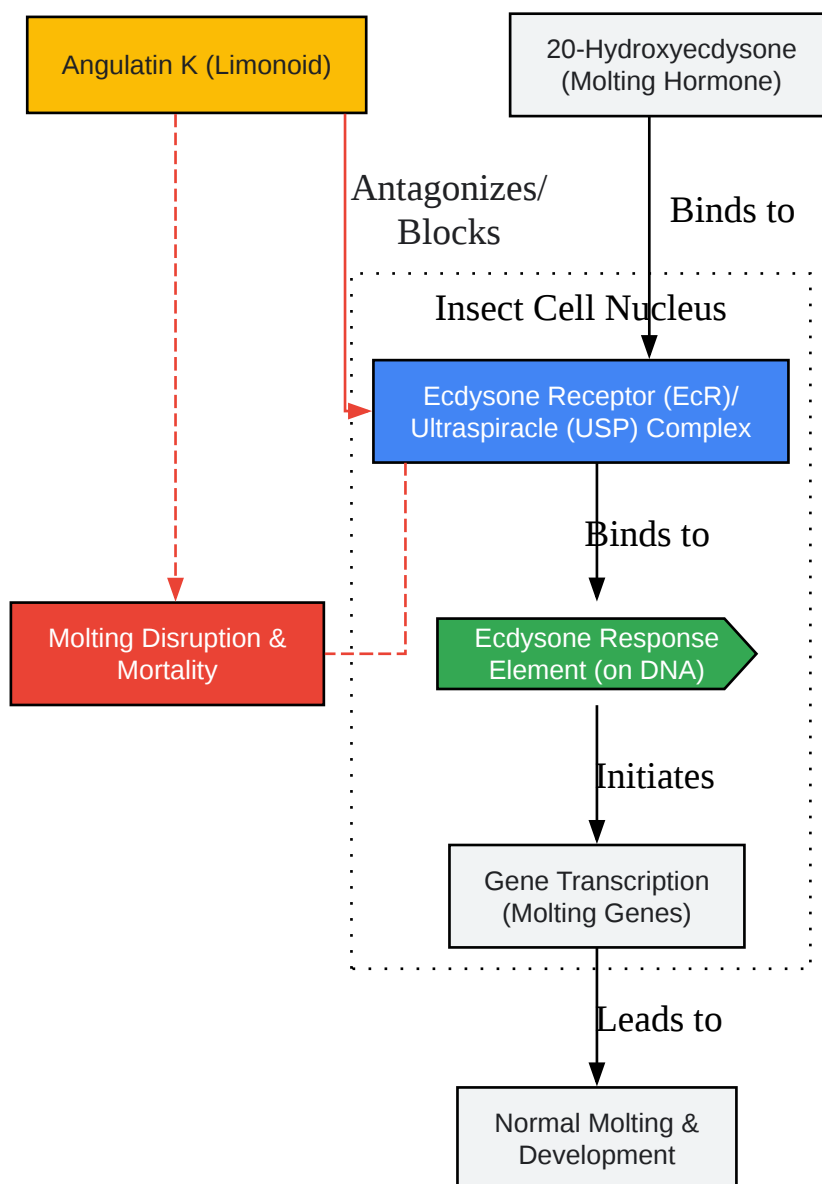 Angulatin K (Limonoid)
20-Hydroxyecdysone
(Molting Hormone)
Antagonizes/
Blocks
Binds to
Insect Cell Nucleus
Ecdysone Receptor (EcR)/
Ultraspiracle (USP) Complex
Binds to
Molting Disruption &
Mortality
Ecdysone Response
Element (on DNA)
Initiates
Gene Transcription
(Molting Genes)
Leads to
Normal Molting &
Development